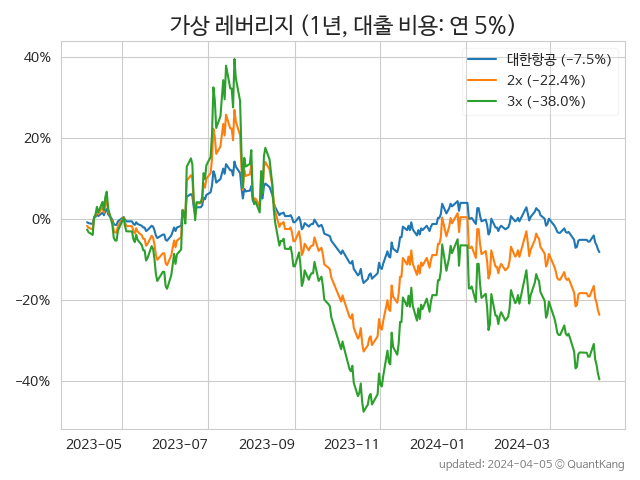 가상 레버리지 (1년, 대출 비용: 연 5%)
대한항공 (−7.5%)
2x (−22.4%)
3x (−38.0%)
40%
20%
0%
−20%
−40%
2023-05 2023-07 2023-09 2023-11 2024-01 2024-03
updated: 2024-04-05 © QuantKang